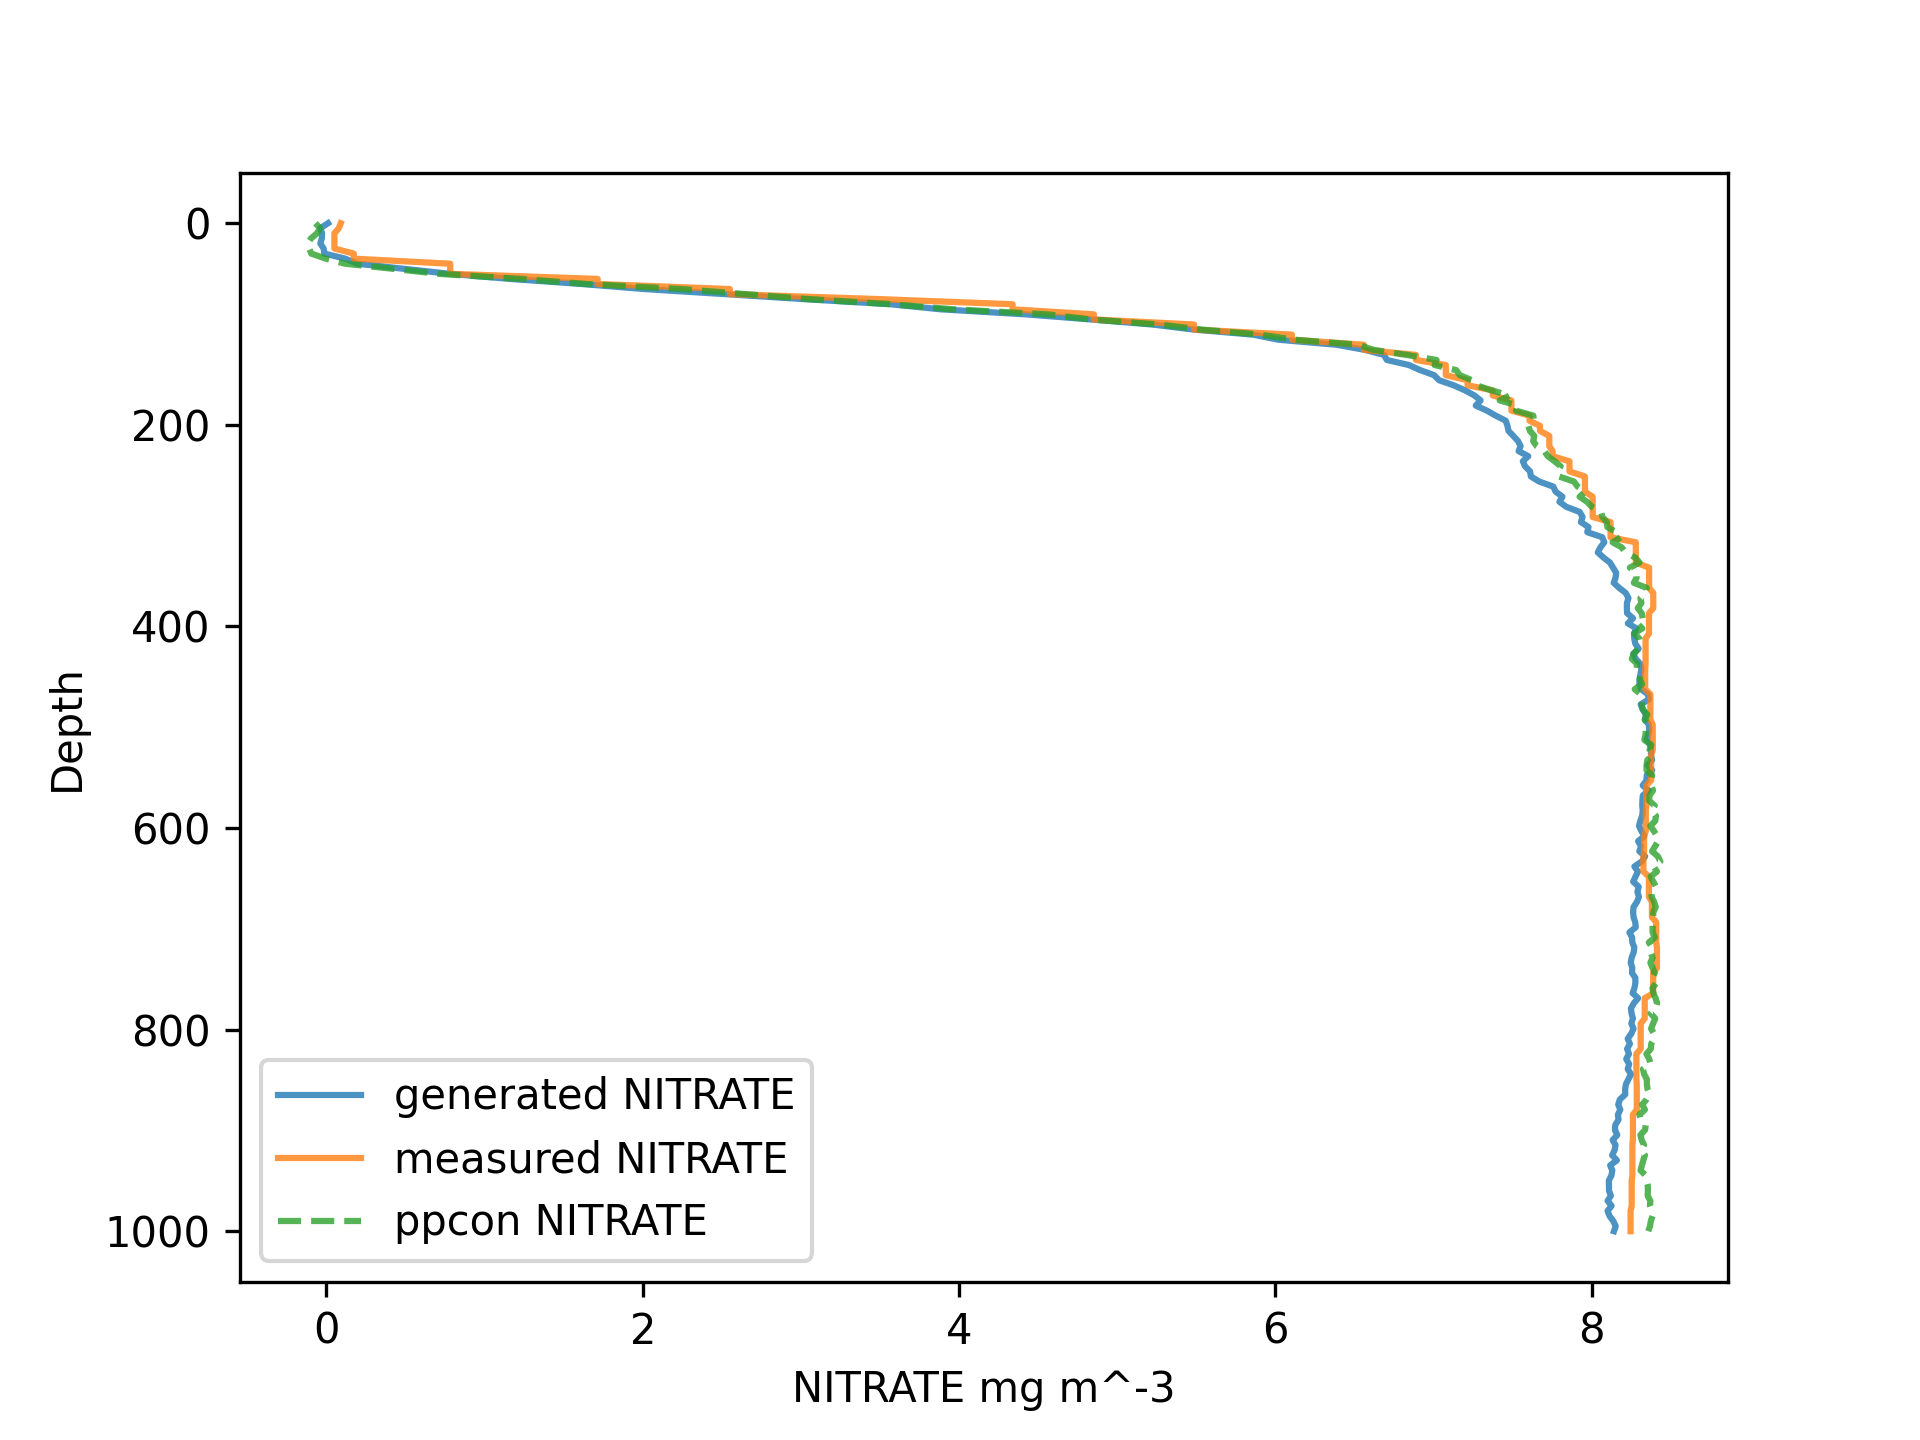 0
200
400
600
800
1000
Depth
generated NITRATE
measured NITRATE
ppcon NITRATE
0 2 4 6 8
NITRATE mg m^-3